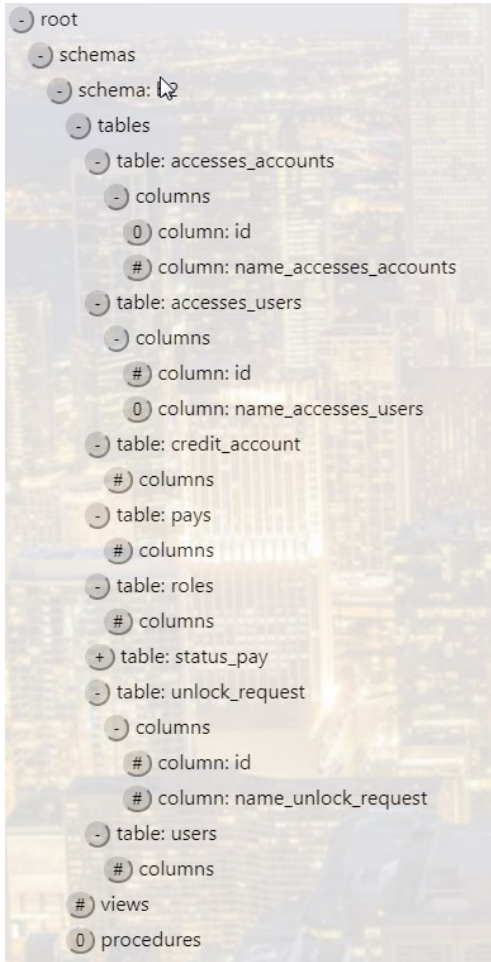 - root
- schemas
- schema: 2
- tables
- table: accesses_accounts
- columns
0 column: id
# column: name_accesses_accounts
- table: accesses_users
- columns
# column: id
0 column: name_accesses_users
- table: credit_account
# columns
- table: pays
# columns
- table: roles
# columns
+ table: status_pay
- table: unlock_request
- columns
# column: id
# column: name_unlock_request
- table: users
# columns
# views
0 procedures